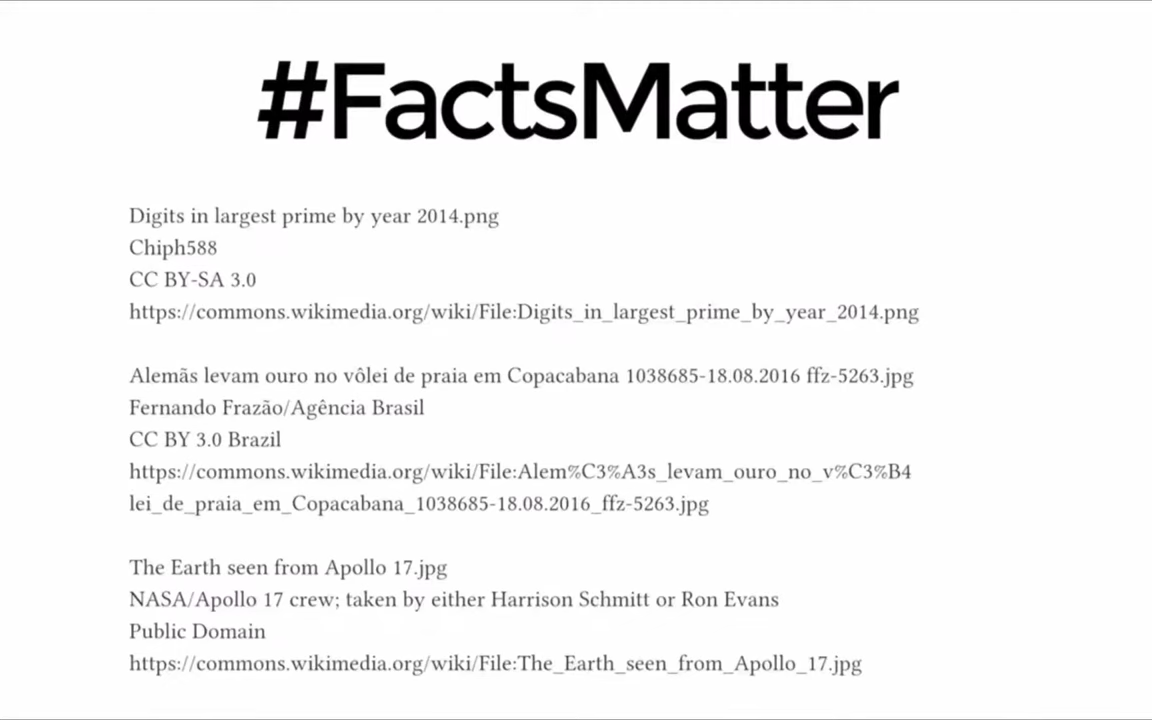 #FactsMatter
Digits in largest prime by year 2014.png
Chiph588
CC BY-SA 3.0
https://commons.wikimedia.org/wiki/File:Digits_in_largest_prime_by_year_2014.png
Alemãs levam ouro no vôlei de praia em Copacabana 1038685-18.08.2016 ffz-5263.jpg
Fernando Frazão/Agência Brasil
CC BY 3.0 Brazil
https://commons.wikimedia.org/wiki/File:Alem%C3%A3s_levam_ouro_no_v%C3%B4
lei_de_praia_em_Copacabana_1038685-18.08.2016_ffz-5263.jpg
The Earth seen from Apollo 17.jpg
NASA/Apollo 17 crew; taken by either Harrison Schmitt or Ron Evans
Public Domain
https://commons.wikimedia.org/wiki/File:The_Earth_seen_from_Apollo_17.jpg